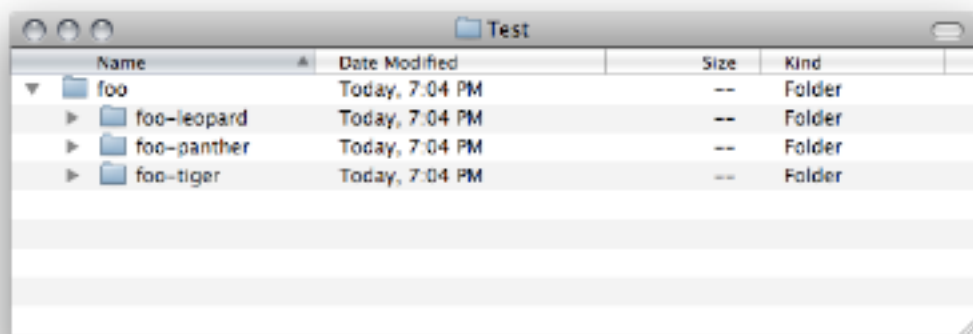 Test
Name Date Modified Size Kind
foo Today, 7:04 PM -- Folder
foo-leopard Today, 7:04 PM -- Folder
foo-panther Today, 7:04 PM -- Folder
foo-tiger Today, 7:04 PM -- Folder